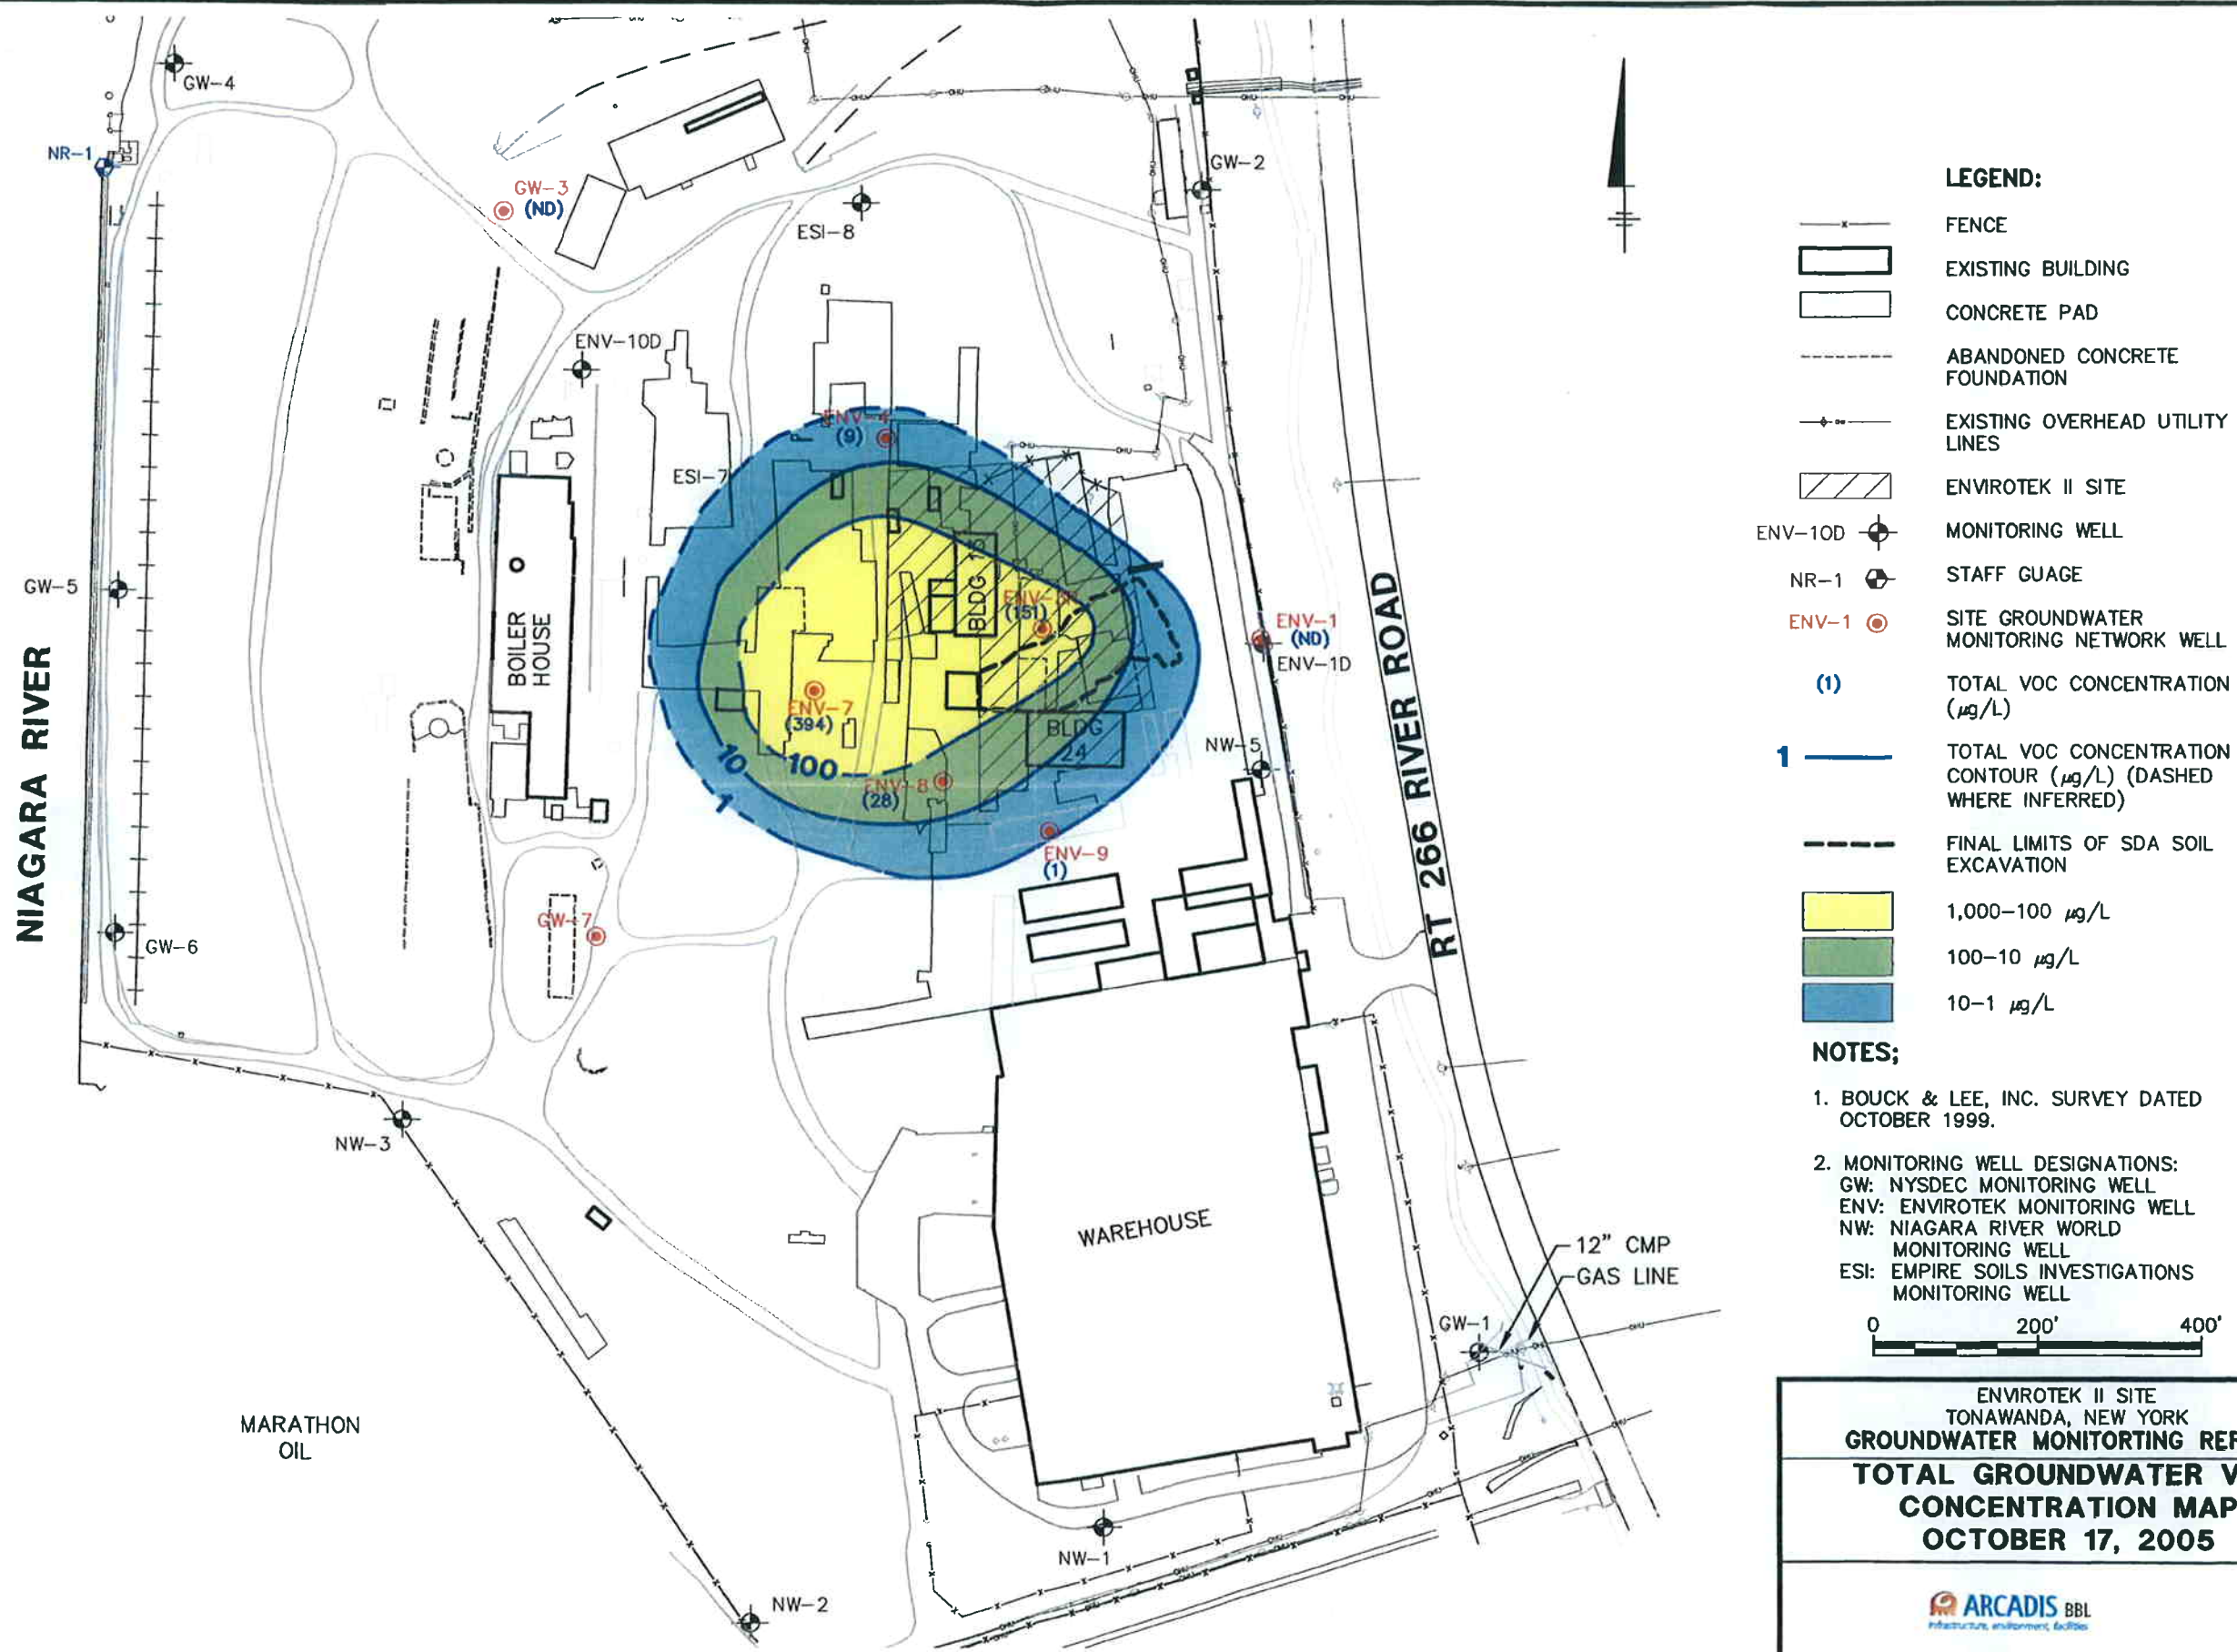 GW-4
NR-1
GW-3
(ND)
GW-2
ESI-8
ENV-10D
ENV-4
(9)
ESI-7
BLDG
(151)
GW-5
BOILER
HOUSE
ENV-1
(ND)
ENV-1D
ENV-7
(394)
BLDG
24
NW-5
10
100
1
1
ENV-8
(28)
ENV-9
(1)
GW-7
GW-6
NIAGARA RIVER
RT 266 RIVER ROAD
NW-3
WAREHOUSE
12" CMP
GAS LINE
GW-1
MARATHON
OIL
NW-1
NW-2
LEGEND:
FENCE
EXISTING BUILDING
CONCRETE PAD
ABANDONED CONCRETE
FOUNDATION
EXISTING OVERHEAD UTILITY
LINES
ENVIROTEK II SITE
ENV-10D MONITORING WELL
NR-1 STAFF GUAGE
ENV-1 SITE GROUNDWATER
MONITORING NETWORK WELL
(1) TOTAL VOC CONCENTRATION
(µg/L)
1 TOTAL VOC CONCENTRATION
CONTOUR (µg/L) (DASHED
WHERE INFERRED)
FINAL LIMITS OF SDA SOIL
EXCAVATION
1,000-100 µg/L
100-10 µg/L
10-1 µg/L
NOTES;
1. BOUCK & LEE, INC. SURVEY DATED
OCTOBER 1999.
2. MONITORING WELL DESIGNATIONS:
GW: NYSDEC MONITORING WELL
ENV: ENVIROTEK MONITORING WELL
NW: NIAGARA RIVER WORLD
MONITORING WELL
ESI: EMPIRE SOILS INVESTIGATIONS
MONITORING WELL
0 200' 400'
ENVIROTEK II SITE
TONAWANDA, NEW YORK
GROUNDWATER MONITORTING
TOTAL GROUNDWATER
CONCENTRATION MAP
OCTOBER 17, 2005
ARCADIS BBL
Infrastructure, environment, facilities